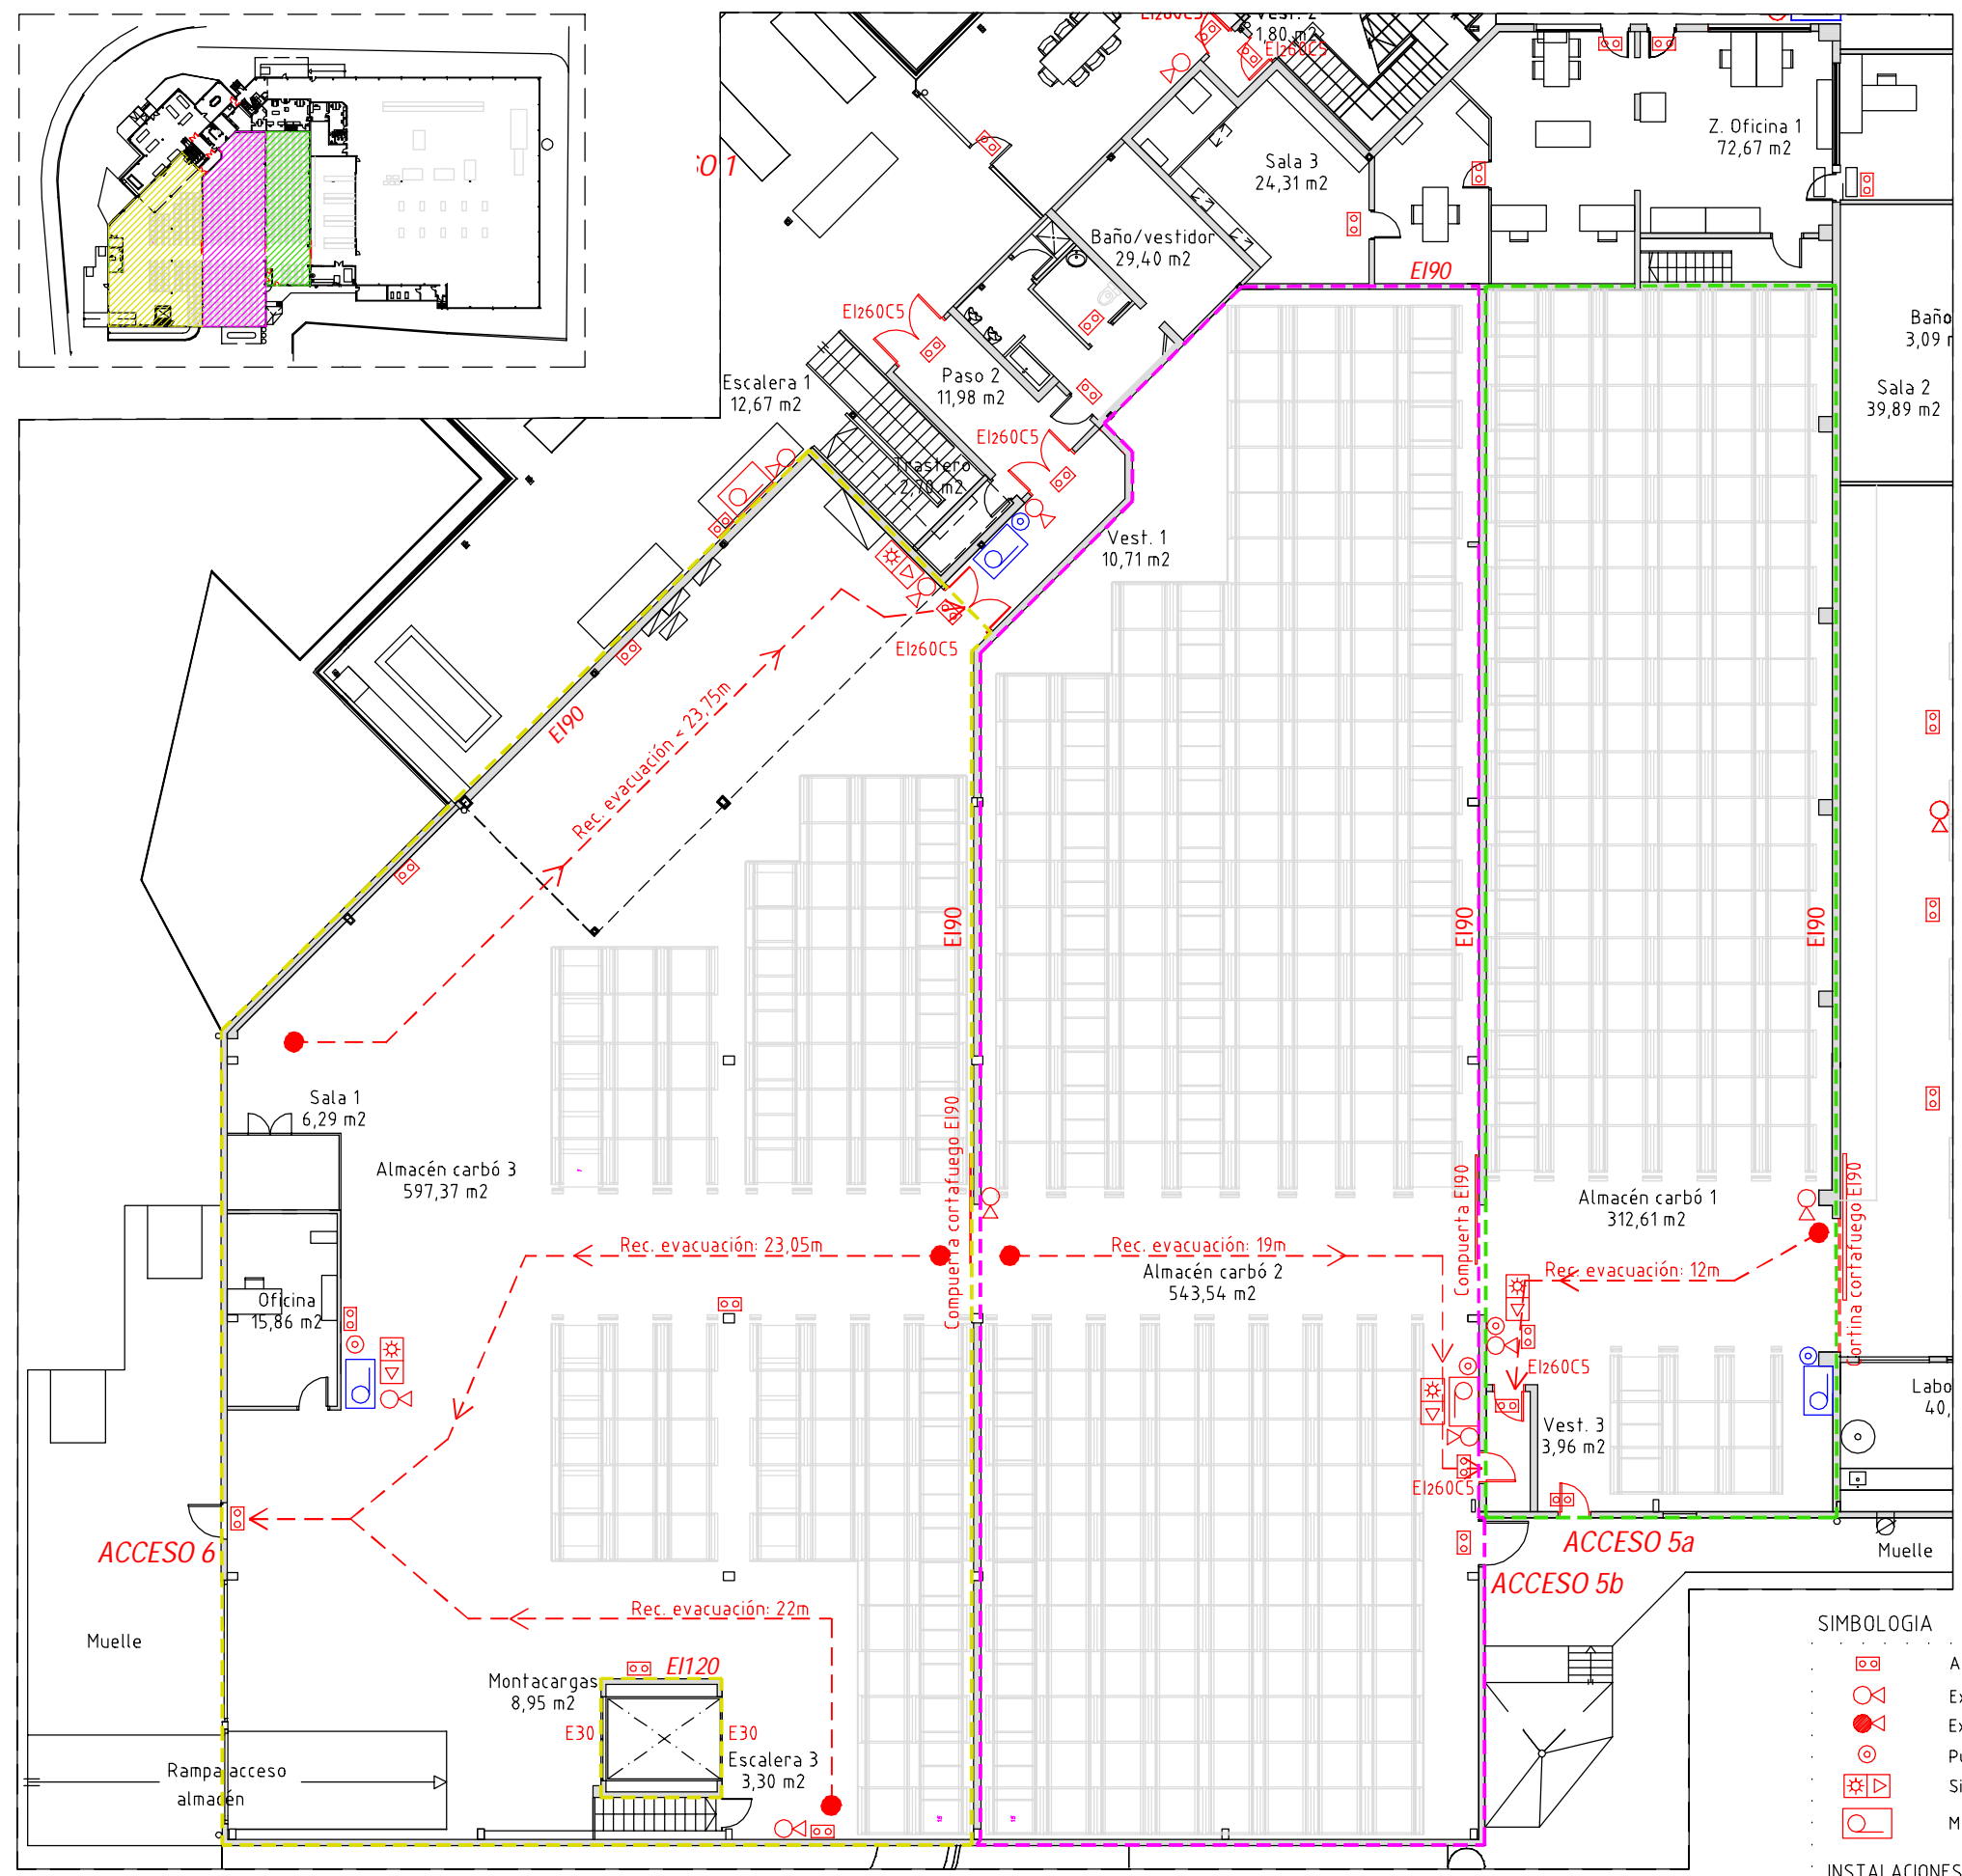 EI260C5
Vest. 2
1,80 m2
EI260C5
Z. Oficina 1
72,67 m2
Sala 3
24,31 m2
Baño/vestidor
29,40 m2
EI90
EI260C5
Baño
Escalera 1
12,67 m2
Paso 2
11,98 m2
Sala 2
39,89 m2
EI260C5
Trastero
2,70 m2
Vest. 1
10,71 m2
EI260C5
Rec. evacuación < 23,75m
EI90
EI90
EI90
EI90
Sala 1
6,29 m2
Almacén carbó 3
597,37 m2
Compuerta cortafuego EI90
Compuerta EI90
Cortina cortafuego EI90
Almacén carbó 1
312,61 m2
Rec. evacuación: 23,05m
Rec. evacuación: 19m
Almacén carbó 2
543,54 m2
Rec. evacuación: 12m
Oficina
15,86 m2
EI260C5
Vest. 3
3,96 m2
EI260C5
ACCESO 6
ACCESO 5a
ACCESO 5b
Muelle
Rec. evacuación: 22m
Muelle
SIMBOLOGIA
Montacargas
8,95 m2
EI120
E30
E30
Escalera 3
3,30 m2
Rampa acceso
almacén
INSTALACIONES